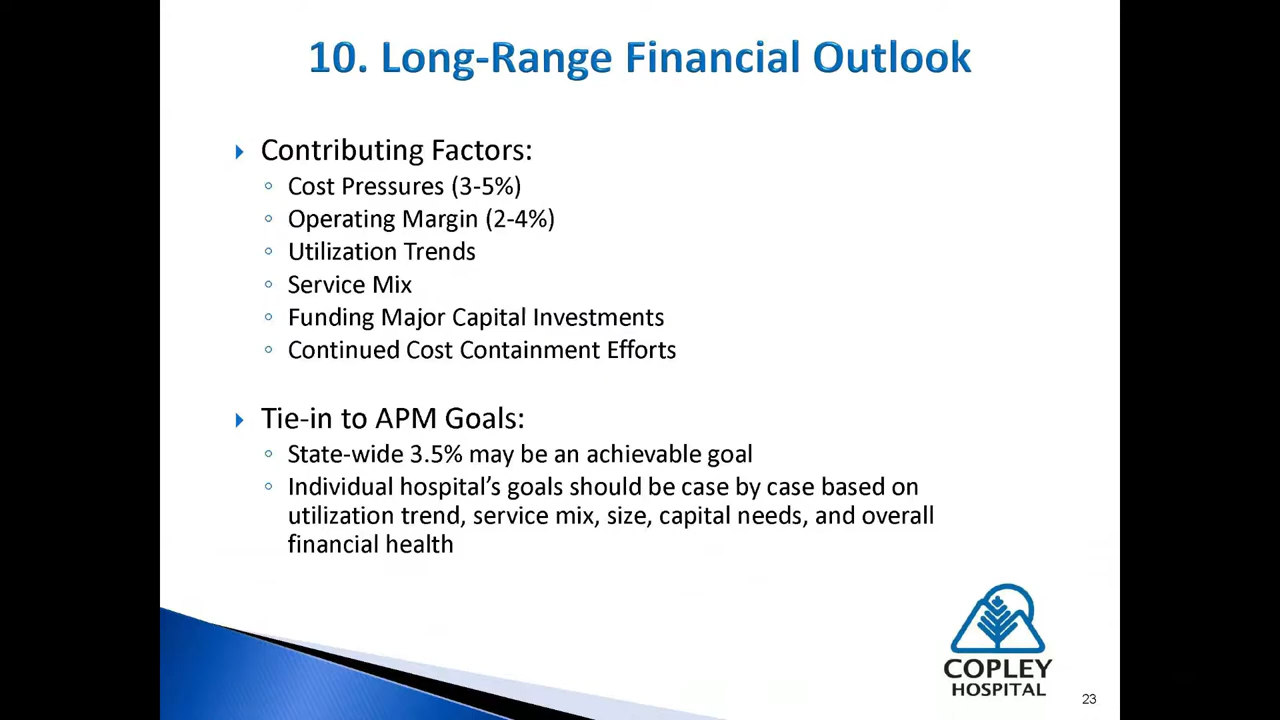 10. Long-Range Financial Outlook
Contributing Factors:
Cost Pressures (3-5%)
Operating Margin (2-4%)
Utilization Trends
Service Mix
Funding Major Capital Investments
Continued Cost Containment Efforts
Tie-in to APM Goals:
State-wide 3.5% may be an achievable goal
Individual hospital's goals should be case by case based on
utilization trend, service mix, size, capital needs, and overall
financial health
COPLEY
HOSPITAL
23